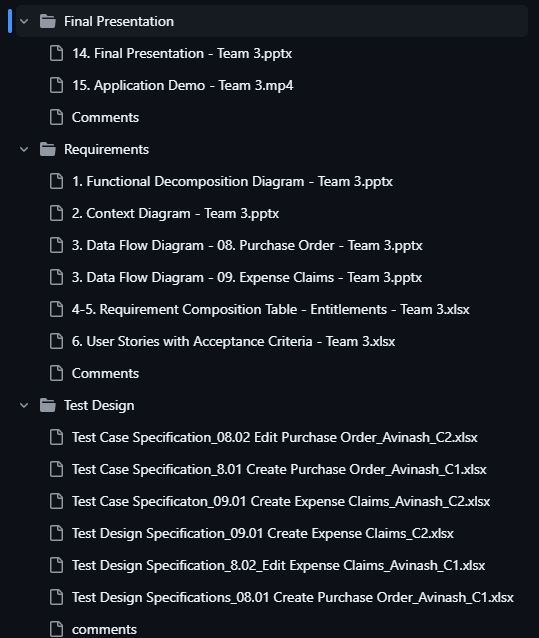 Final Presentation
14. Final Presentation - Team 3.pptx
15. Application Demo - Team 3.mp4
Comments
Requirements
1. Functional Decomposition Diagram - Team 3.pptx
2. Context Diagram - Team 3.pptx
3. Data Flow Diagram - 08. Purchase Order - Team 3.pptx
3. Data Flow Diagram - 09. Expense Claims - Team 3.pptx
4-5. Requirement Composition Table - Entitlements - Team 3.xlsx
6. User Stories with Acceptance Criteria - Team 3.xlsx
Comments
Test Design
Test Case Specification_08.02 Edit Purchase Order_Avinash_C2.xlsx
Test Case Specification_8.01 Create Purchase Order_Avinash_C1.xlsx
Test Case Specificaton_09.01 Create Expense Claims_Avinash_C2.xlsx
Test Design Specification_09.01 Create Expense Claims_C2.xlsx
Test Design Specification_8.02_Edit Expense Claims_Avinash_C1.xlsx
Test Design Specifications_08.01 Create Purchase Order_Avinash_C1.xlsx
comments